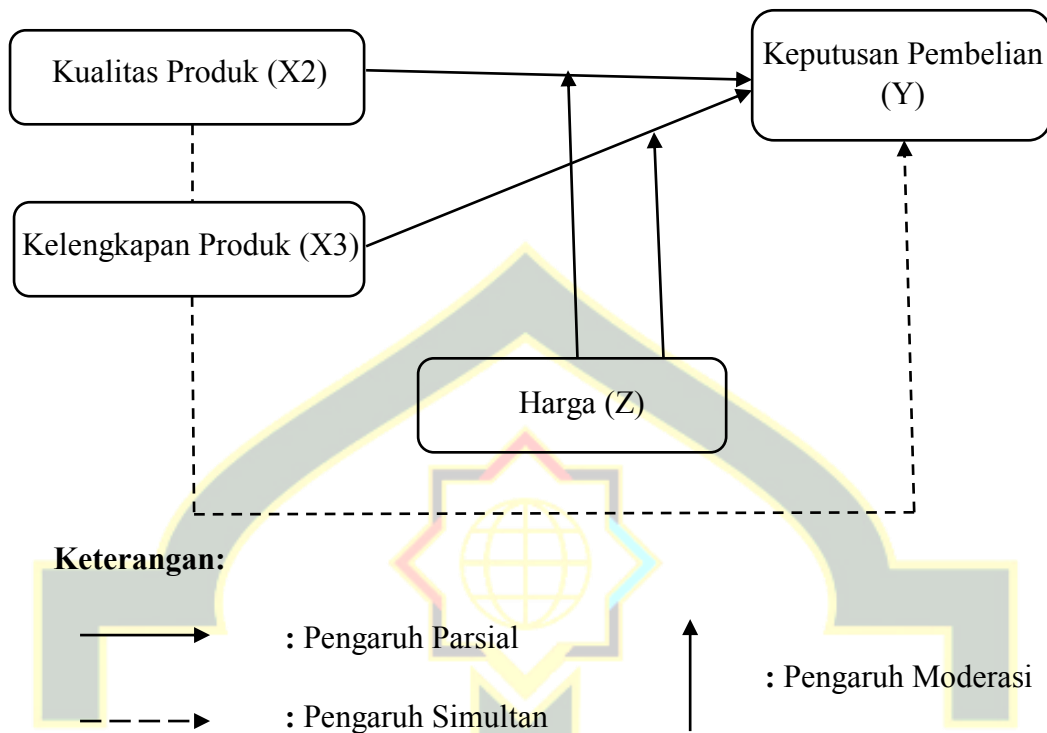 Kualitas Produk (X2)
Keputusan Pembelian
(Y)
Kelengkapan Produk (X3)
Harga (Z)
Keterangan:
: Pengaruh Parsial
: Pengaruh Moderasi
: Pengaruh Simultan